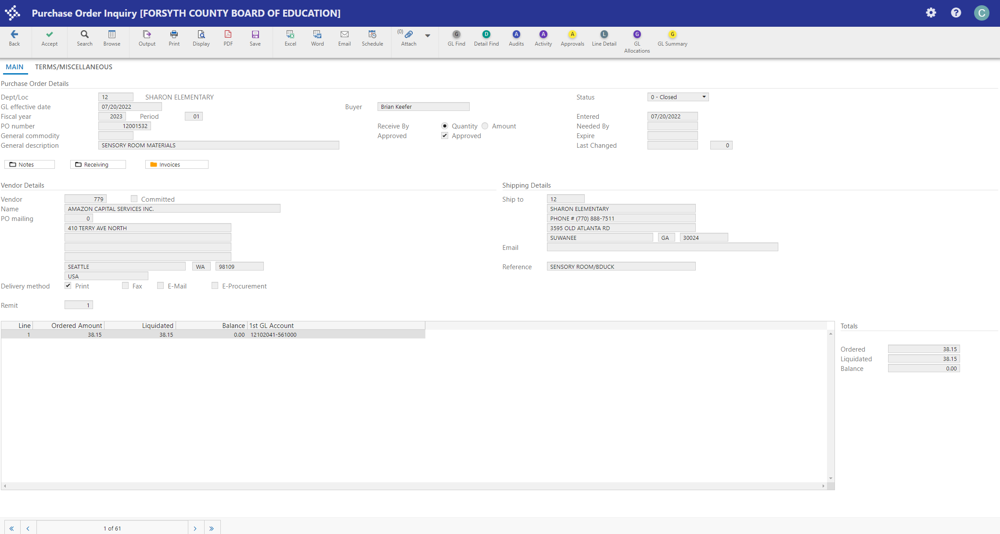 Purchase Order Inquiry [FORSYTH COUNTY BOARD OF EDUCATION]
C
Back
Accept
Search
Browse
Output
Print
Display
PDF
Save
Excel
Word
Email
Schedule
(0)
Attach
G
GL Find
D
Detail Find
A
Audits
A
Activity
A
Approvals
L
Line Detail
G
GL Allocations
G
GL Summary
MAIN TERMS/MISCELLANEOUS
Purchase Order Details
Dept/Loc 12 SHARON ELEMENTARY Status 0 - Closed
GL effective date 07/20/2022 Buyer Brian Keefer
Fiscal year 2023 Period 01 Entered 07/20/2022
PO number 12001532 Receive By Quantity Amount Needed By
General commodity Approved Approved Expire
General description SENSORY ROOM MATERIALS Last Changed 0
Notes Receiving Invoices
Vendor Details
Vendor 779 Committed
Name AMAZON CAPITAL SERVICES INC.
PO mailing 0
410 TERRY AVE NORTH
SEATTLE WA 98109
USA
Delivery method Print Fax E-Mail E-Procurement
Remit 1
Shipping Details
Ship to 12
SHARON ELEMENTARY
PHONE # (770) 888-7511
3595 OLD ATLANTA RD
SUWANEE GA 30024
Email
Reference SENSORY ROOM/BDUCK
Line Ordered Amount Liquidated Balance 1st GL Account
1 38.15 38.15 0.00 12102041-561000
Totals
Ordered 38.15
Liquidated 38.15
Balance 0.00
1 of 61